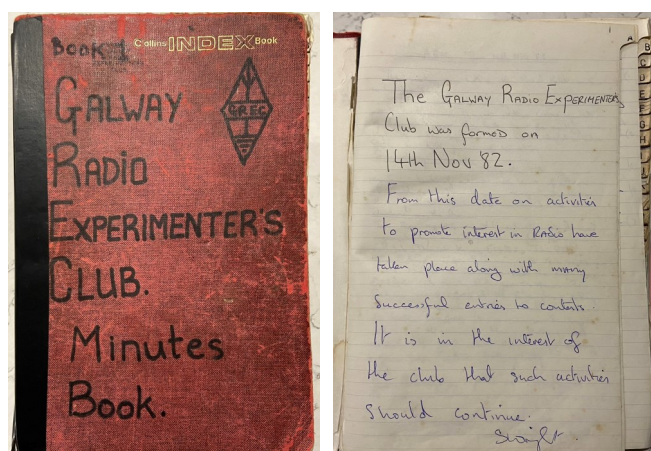 Book 1
Collins INDEX Book
GREC
GALWAY
RADIO
EXPERIMENTER'S
CLUB.
Minutes
Book.
The GALWAY RADIO EXPERIMENTERS
Club was formed on
14th Nov '82.
From this date on activities
to promote interest in Radio have
taken place along with many
successful entries to contests.
It is in the interest of
the club that such activities
should continue.
A
B
C
D
E
F
G
H